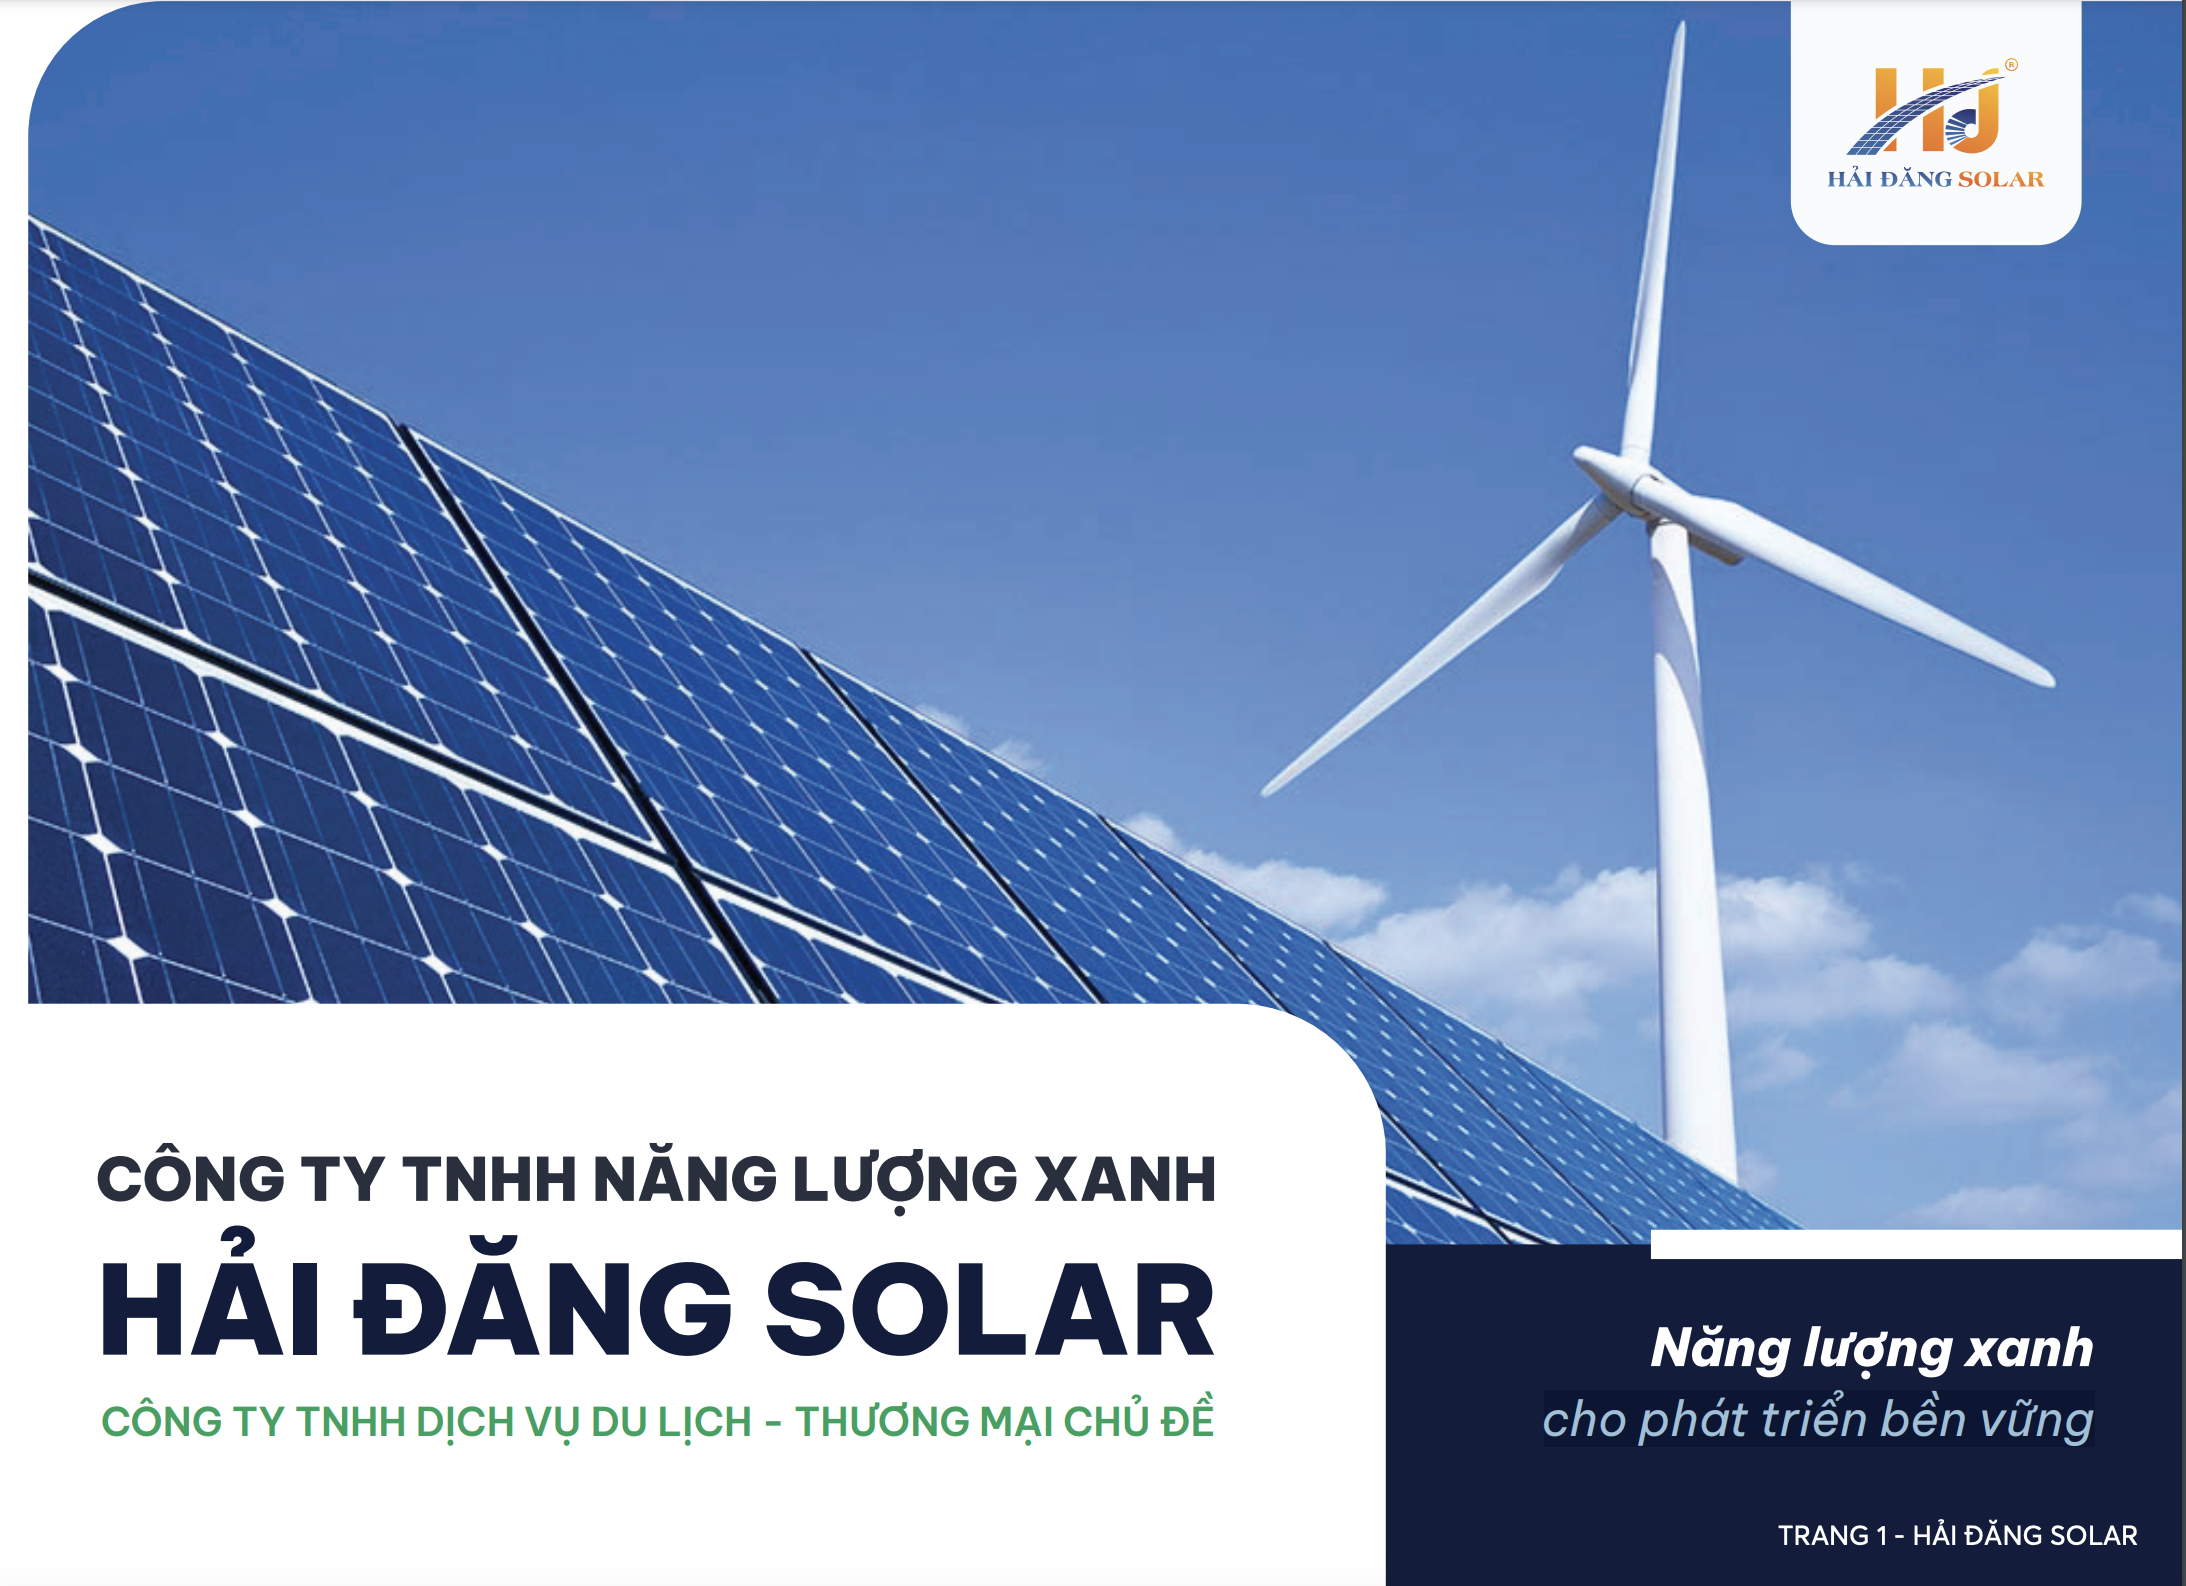 HJ®
HẢI ĐĂNG SOLAR
CÔNG TY TNHH NĂNG LƯỢNG XANH
HẢI ĐĂNG SOLAR
CÔNG TY TNHH DỊCH VỤ DU LỊCH - THƯƠNG MẠI CHỦ ĐỀ
Năng lượng xanh
cho phát triển bền vững
TRANG 1 - HẢI ĐĂNG SOLAR